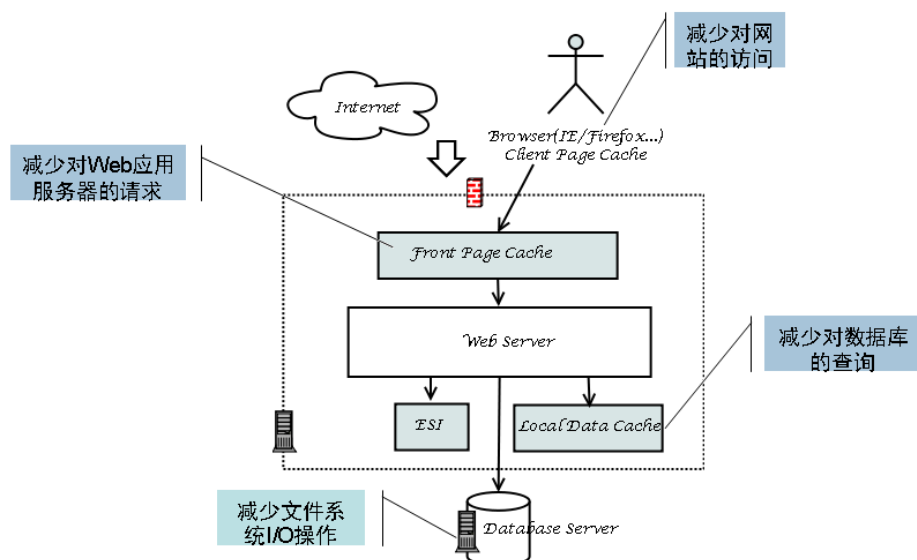 减少对网
站的访问
Internet
Browser(IE/Firefox...)
Client Page Cache
减少对Web应用
服务器的请求
Front Page Cache
Web Server
减少对数据库
的查询
ESI
Local Data Cache
减少文件系
统I/O操作
Database Server